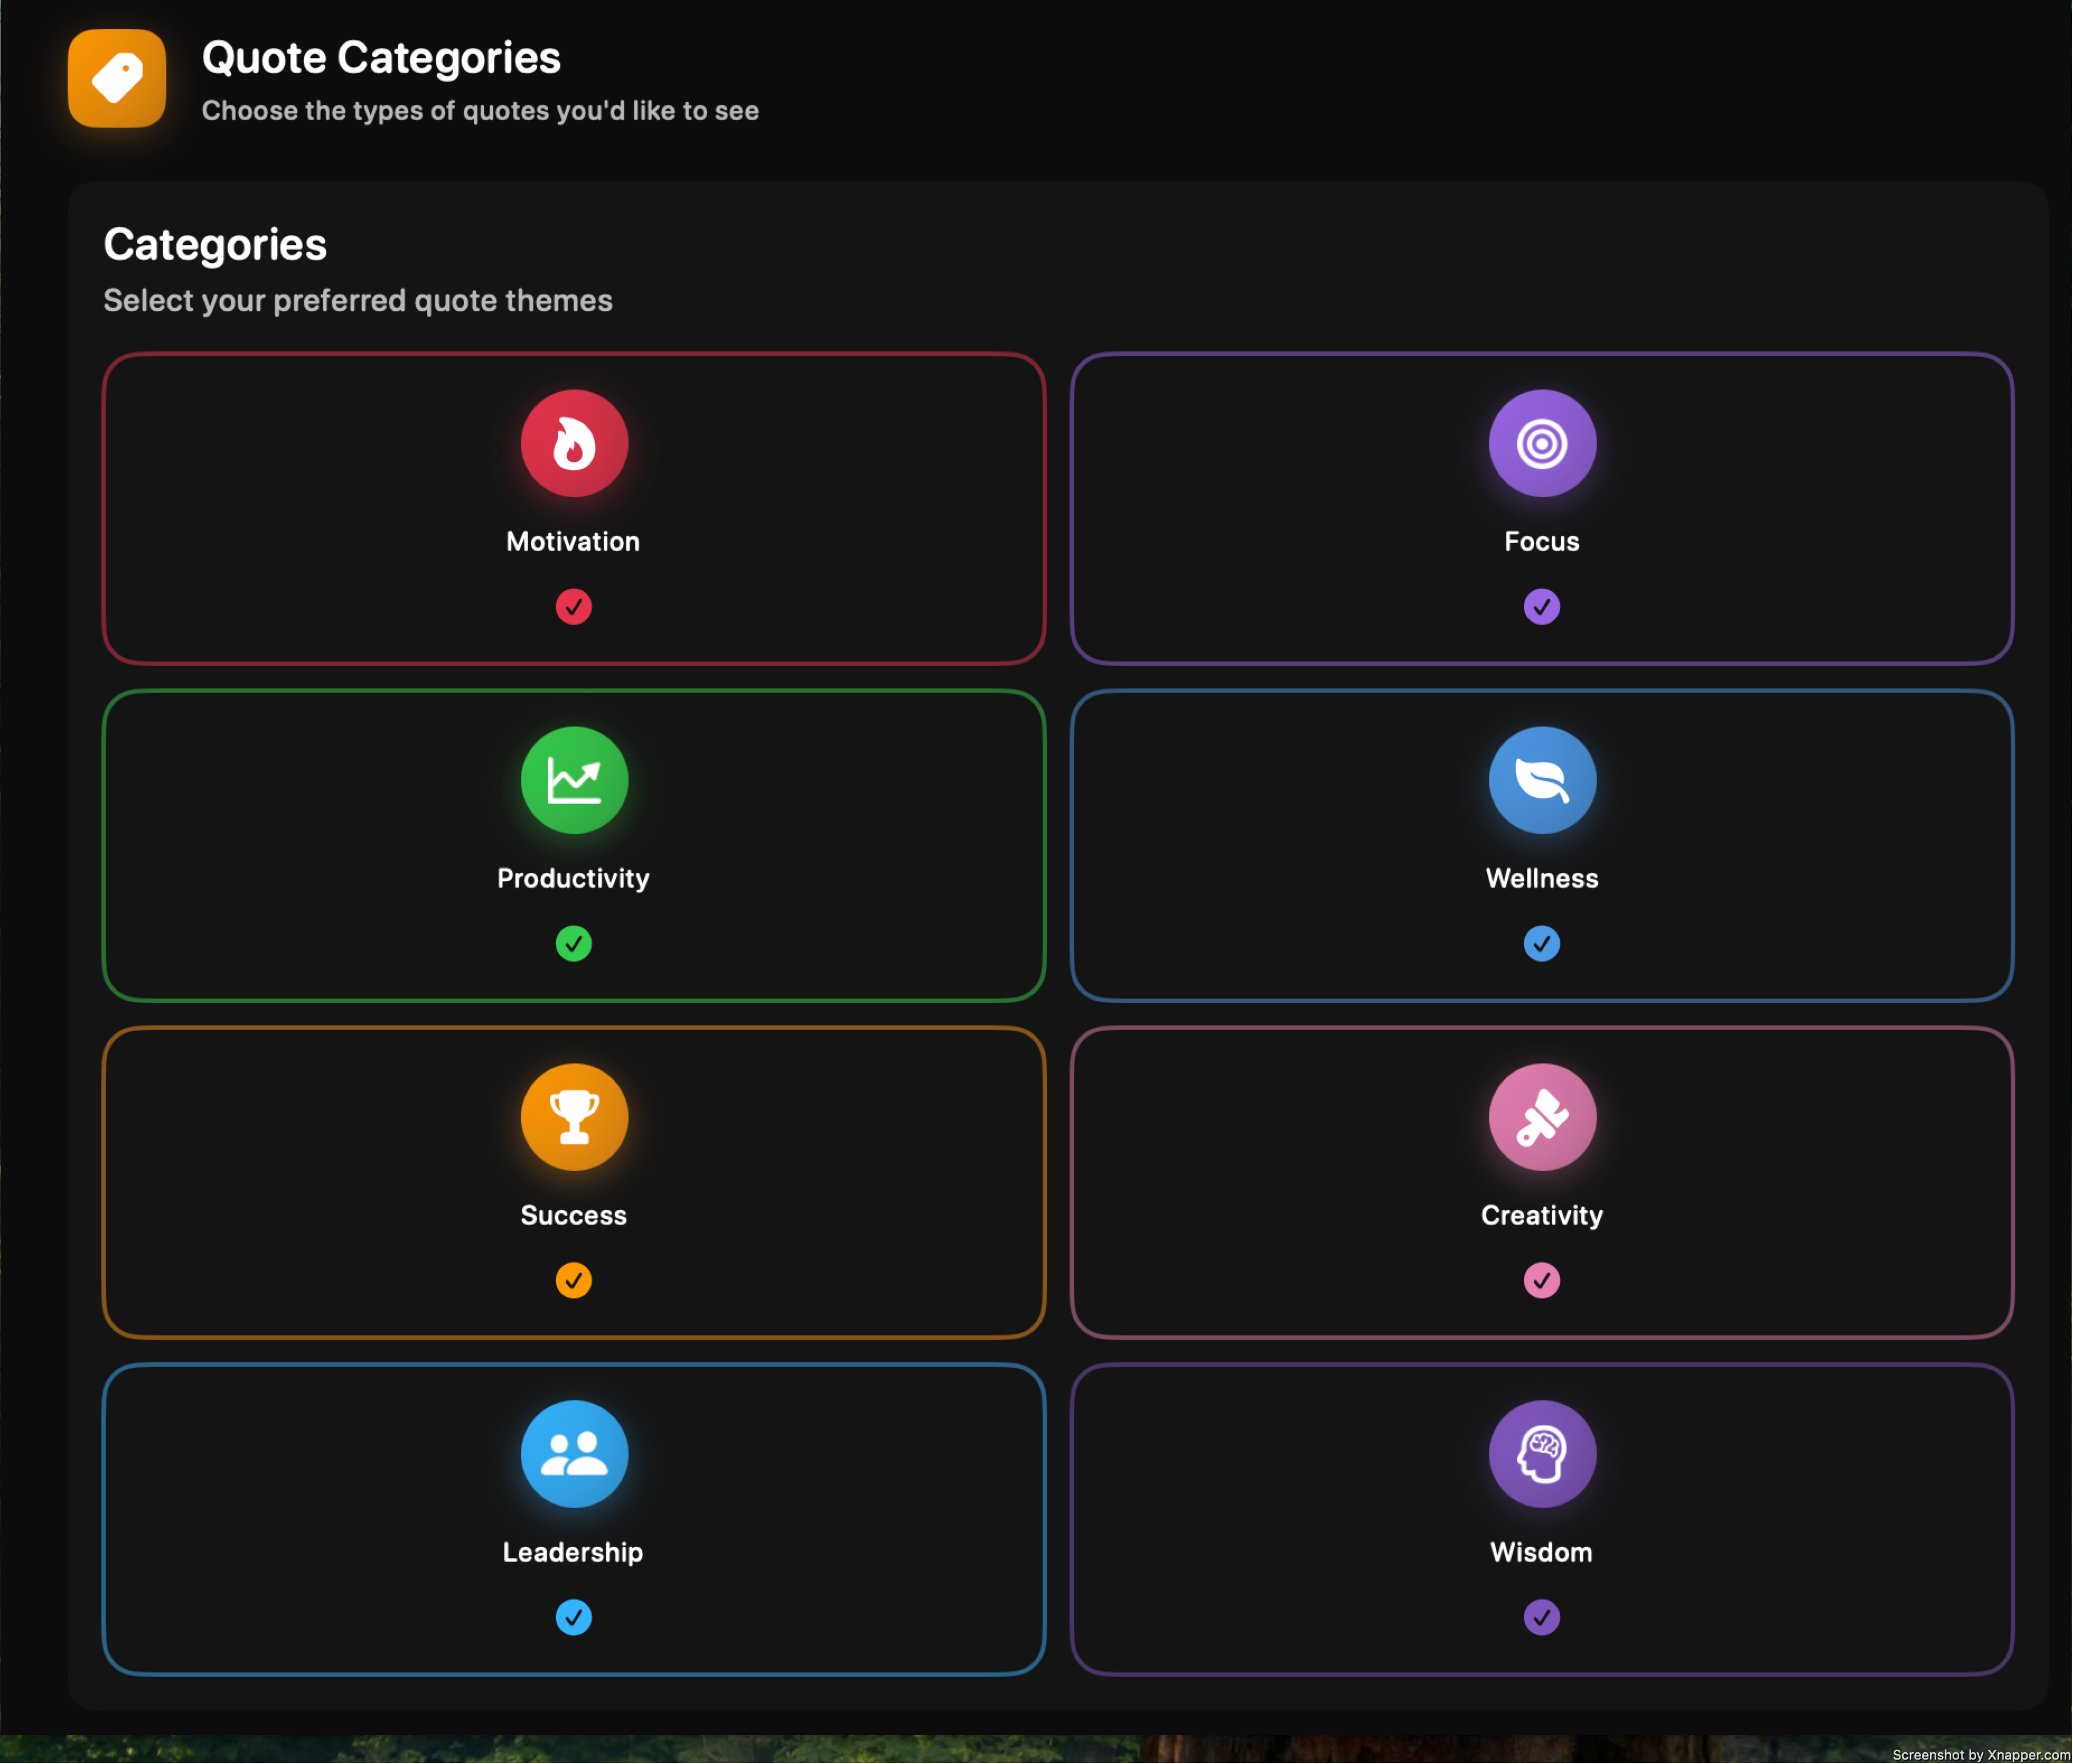 Quote Categories
Choose the types of quotes you'd like to see
Categories
Select your preferred quote themes
Motivation
Focus
Productivity
Wellness
Success
Creativity
Leadership
Wisdom
Screenshot by Xnapper.com